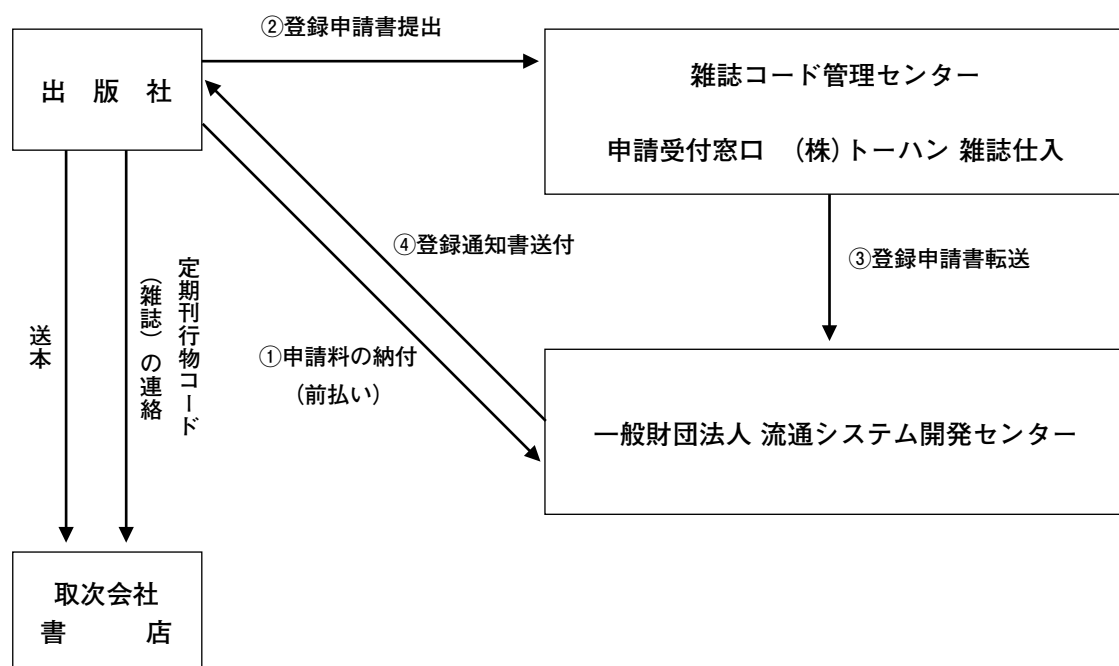 ②登録申請書提出
出 版 社
雑誌コード管理センター
申請受付窓口 (株)トーハン 雑誌仕入
④登録通知書送付
③登録申請書転送
①申請料の納付
(前払い)
送本
定期刊行物コード
(雑誌)の連絡
一般財団法人 流通システム開発センター
取次会社
書 店